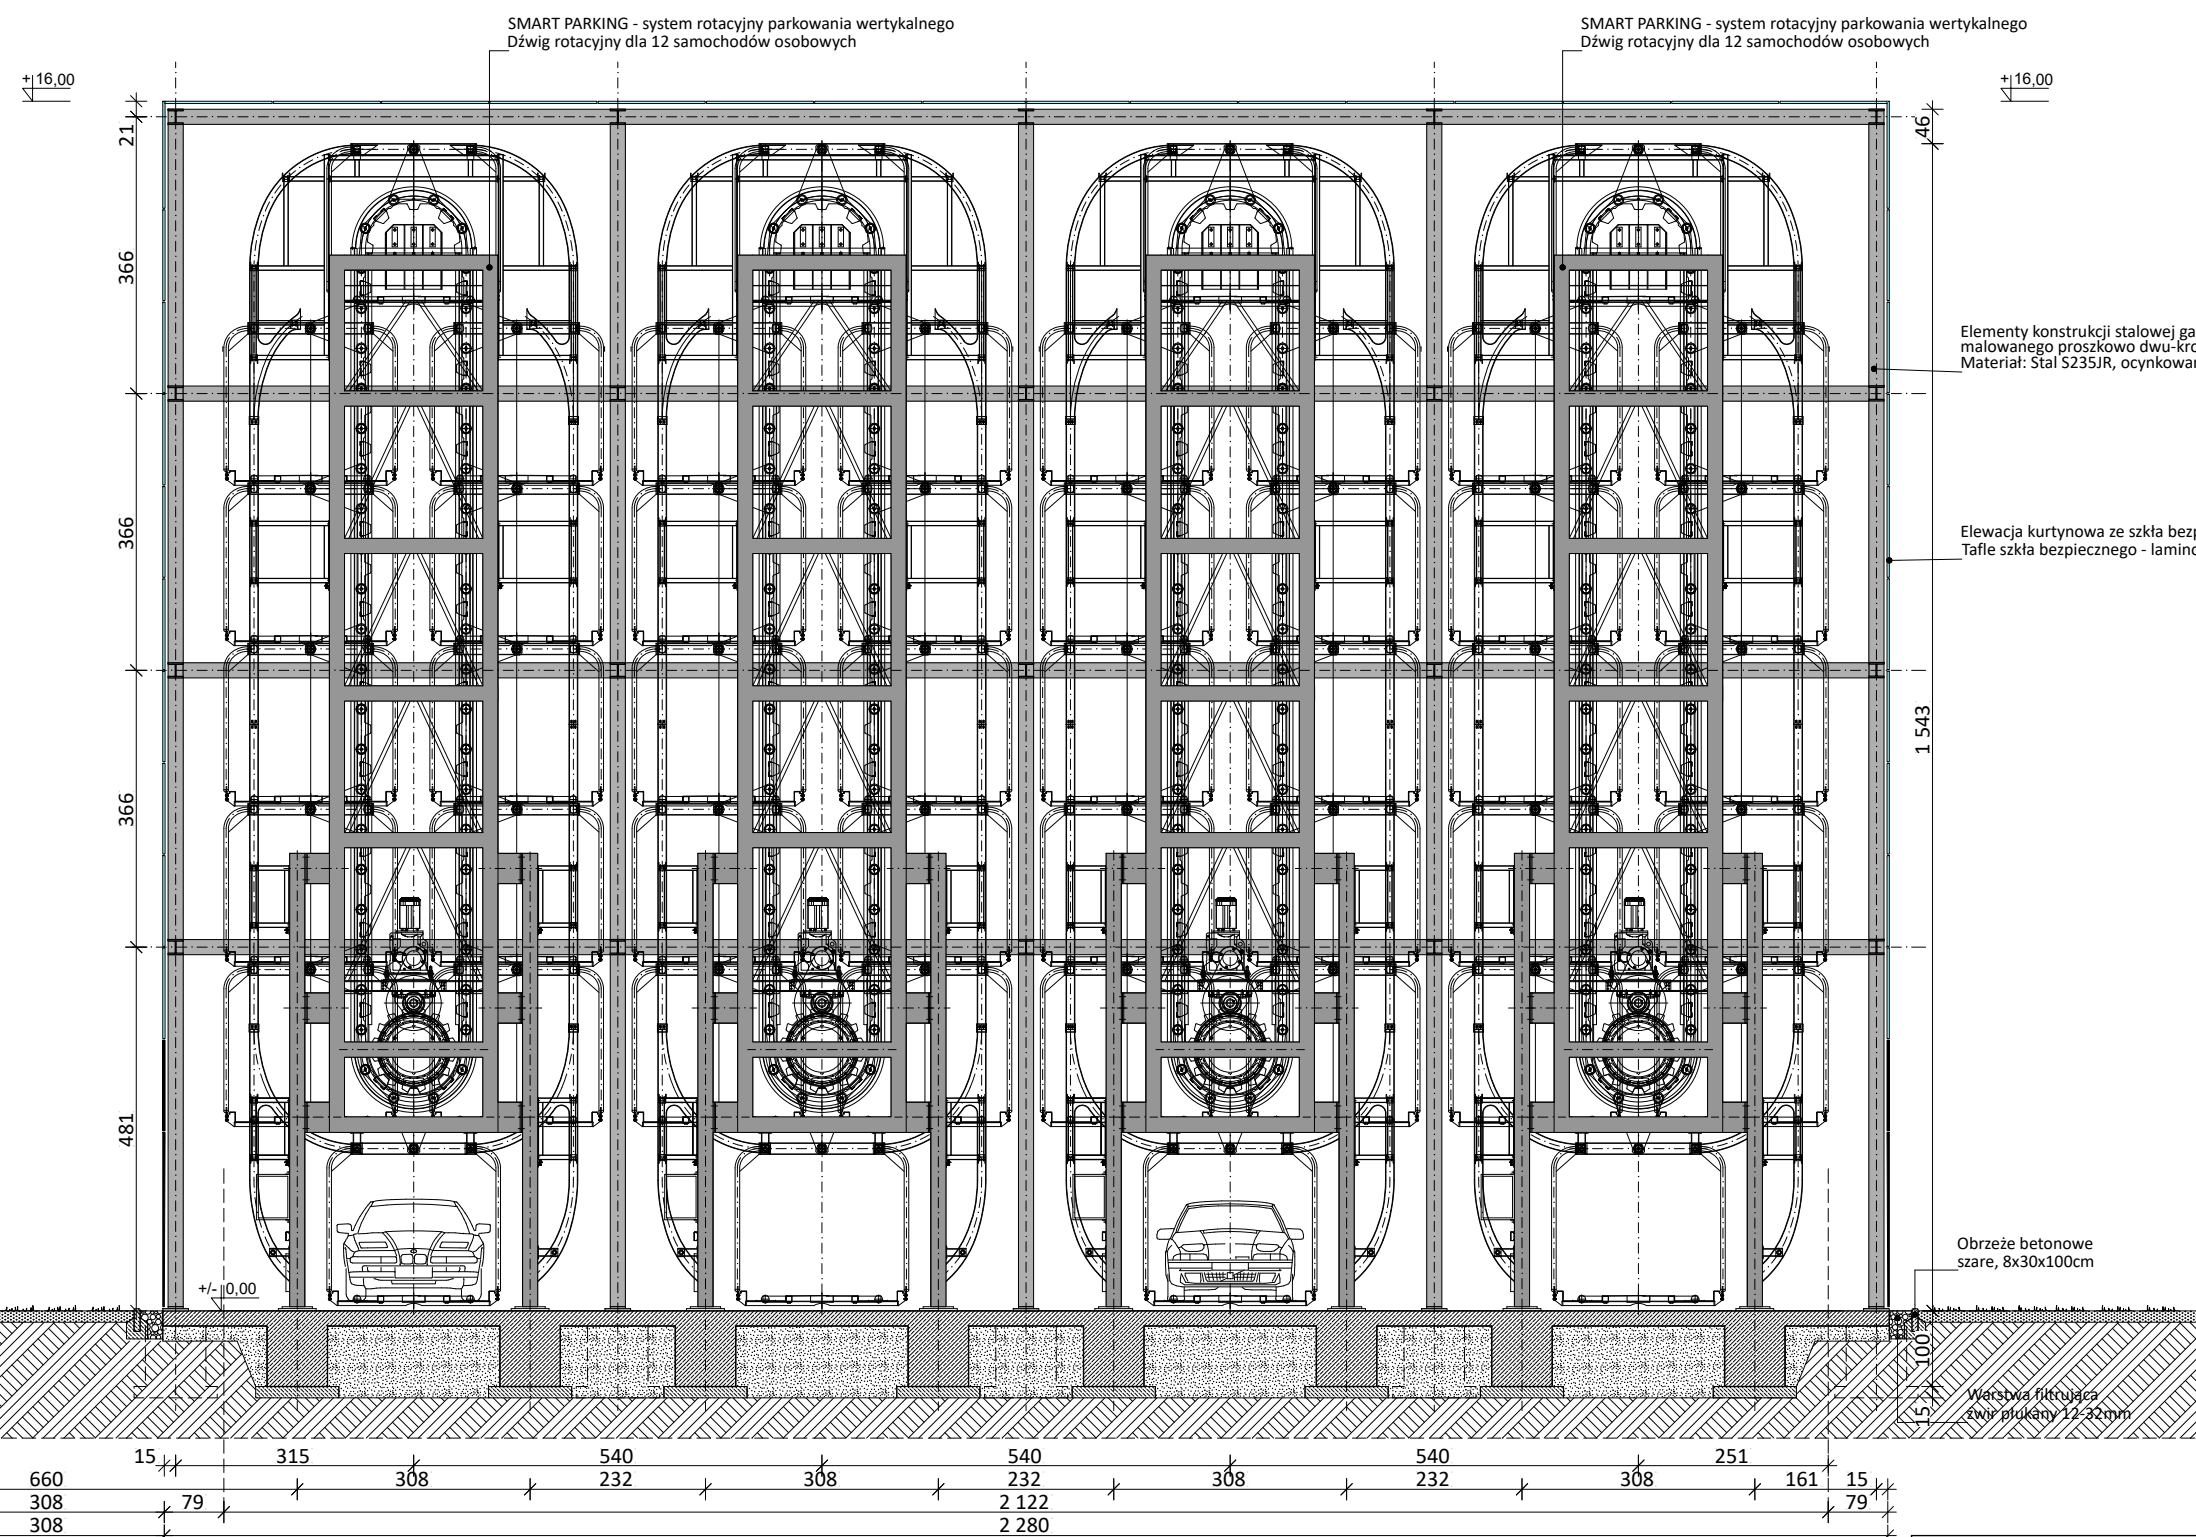 SMART PARKING - system rotacyjny parkowania wertykalnego
Dźwig rotacyjny dla 12 samochodów osobowych
SMART PARKING - system rotacyjny parkowania wertykalnego
Dźwig rotacyjny dla 12 samochodów osobowych
+16,00
+16,00
21
46
366
Elementy konstrukcji stalowej ga
malowanego proszkowo dwu-kro
Materiał: Stal S235JR, ocynkowan
366
Elewacja kurtynowa ze szkła bezp
Tafle szkła bezpiecznego - lamino
1 543
366
481
Obrzeże betonowe
szare, 8x30x100cm
+/- 0,00
100
15
Warstwa filtrująca
żwir płukany 12-32mm
15 315 540 540 540 251
660 308 232 308 232 308 232 308 161 15
308 79 2 122 79
308 2 280